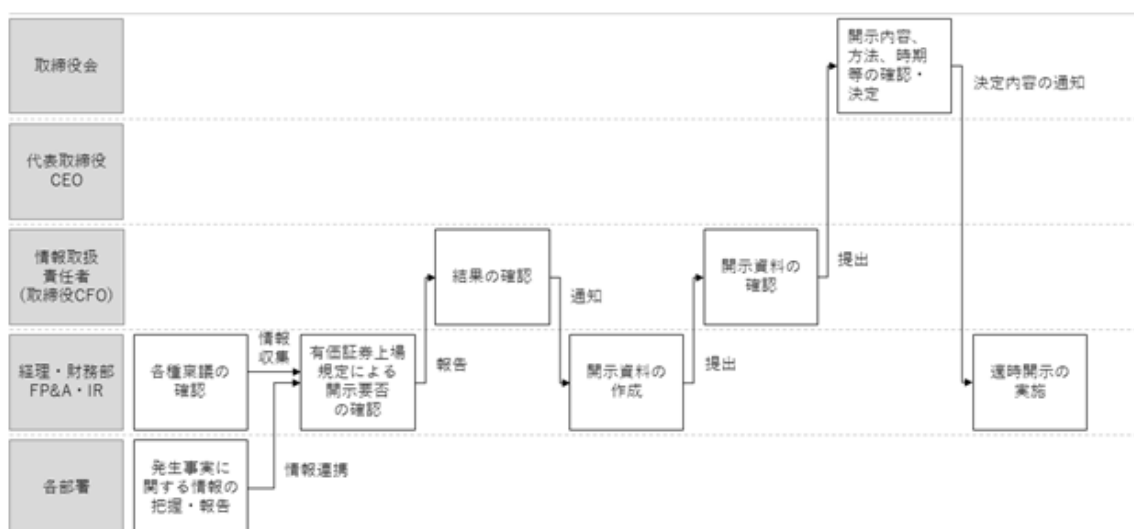 取締役会
開示内容、
方法、時期
等の確認・
決定
決定内容の通知
代表取締役
CEO
情報取扱
責任者
(取締役CFO)
結果の確認
通知
開示資料の
確認
提出
経理・財務部
FP&A・IR
各種稟議の
確認
情報
収集
有価証券上場
規定による
開示要否
の確認
報告
開示資料の
作成
提出
適時開示の
実施
各部署
発生事実に
関する情報の
把握・報告
情報連携